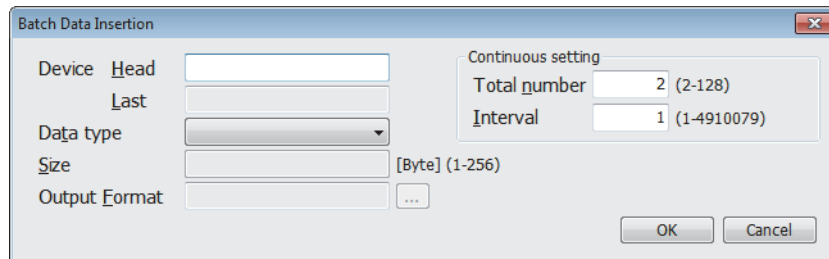 Batch Data Insertion
Device Head
Last
Data type
Size [Byte] (1-256)
Output Format ...
Continuous setting
Total number 2 (2-128)
Interval 1 (1-4910079)
OK Cancel